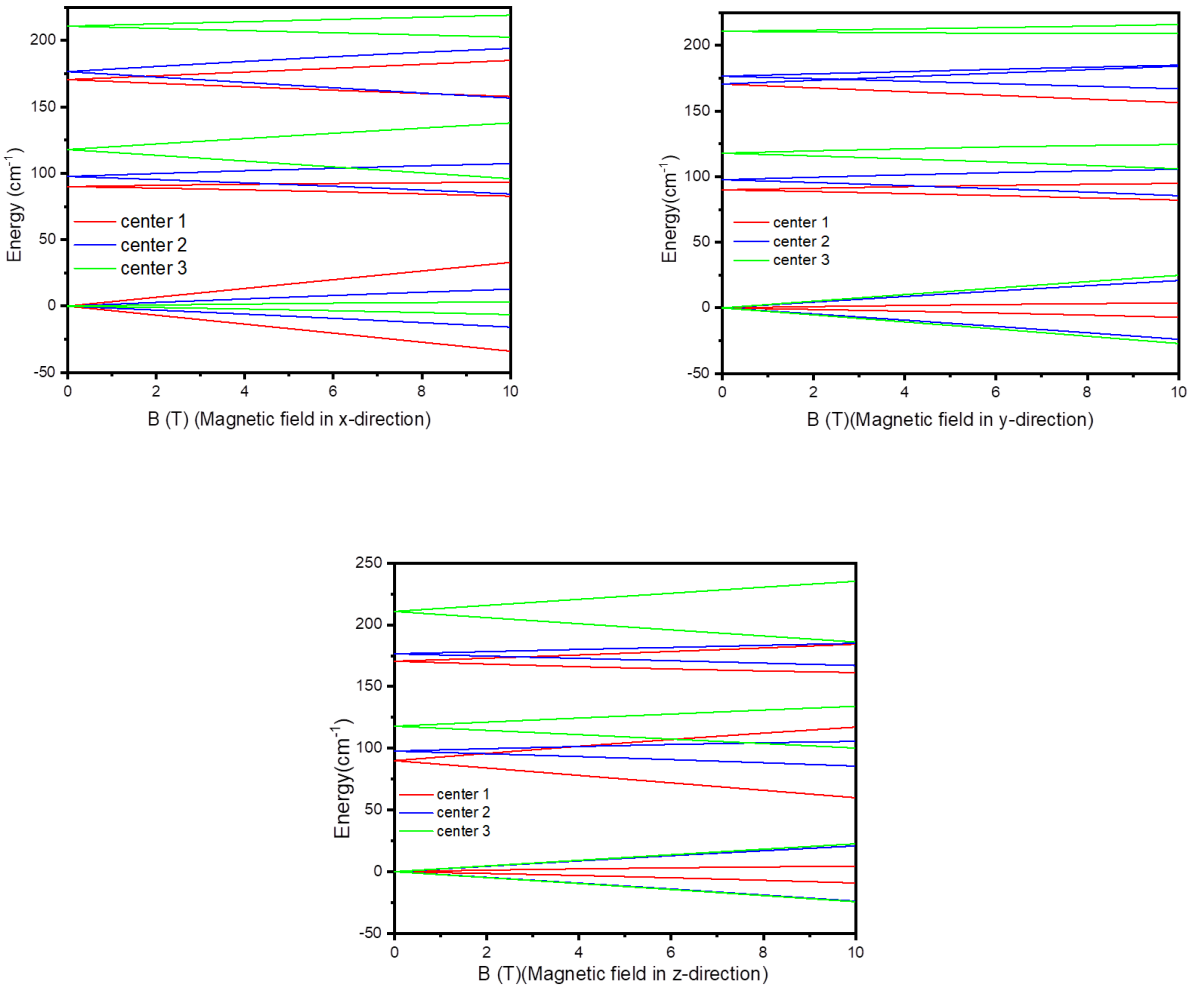 200
150
100
50
0
-50
Energy (cm-1)
center 1
center 2
center 3
0 2 4 6 8 10
B (T) (Magnetic field in x-direction)
200
150
100
50
0
-50
Energy(cm-1)
center 1
center 2
center 3
0 2 4 6 8 10
B (T)(Magnetic field in y-direction)
250
200
150
100
50
0
-50
Energy(cm-1)
center 1
center 2
center 3
0 2 4 6 8 10
B (T)(Magnetic field in z-direction)